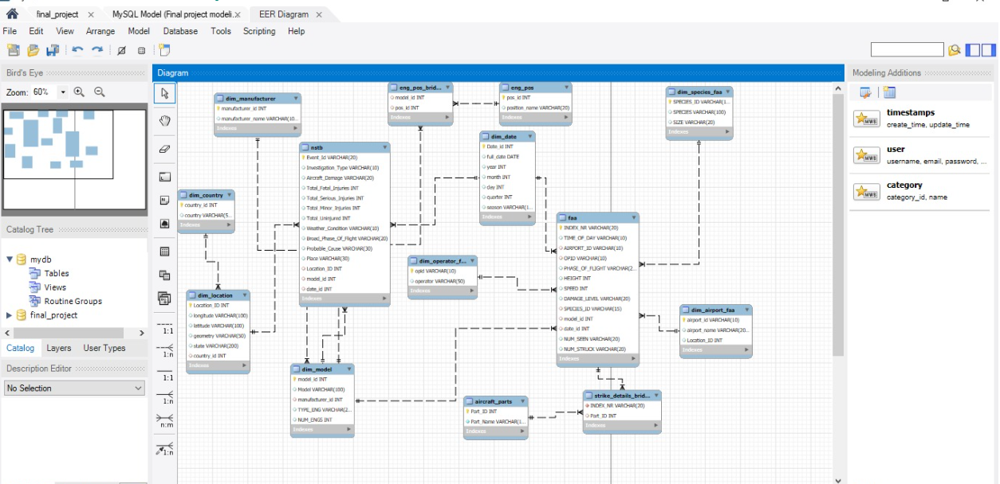 final_project ×
MySQL Model (Final project modeli.×
EER Diagram ×
File Edit View Arrange Model Database Tools Scripting Help
Bird's Eye
Zoom: 60%
Catalog Tree
mydb
Tables
Views
Routine Groups
final_project
Catalog Layers User Types
Description Editor
No Selection
Diagram
1:1
1:n
1:1
1:n
n:m
1:n
dim_manufacturer
manufacturer_id INT
manufacturer_name VARCHAR(10...
Indexes
eng_pos_brid...
model_id INT
pos_id INT
Indexes
eng_pos
pos_id INT
position_name VARCHAR(20)
Indexes
dim_species_faa
SPECIES_ID VARCHAR(1...
SPECIES VARCHAR(100)
SIZE VARCHAR(20)
Indexes
nstb
Event_Id VARCHAR(20)
Investigation_Type VARCHAR(10)
Aircraft_Damage VARCHAR(20)
Total_Fatal_Injuries INT
Total_Serious_Injuries INT
Total_Minor_Injuries INT
Total_Uninjured INT
Weather_Condition VARCHAR(10)
Broad_Phase_Of_Flight VARCHAR(20)
Probable_Cause VARCHAR(30)
Place VARCHAR(30)
Location_ID INT
model_id INT
date_id INT
Indexes
dim_date
Date_id INT
full_date DATE
year INT
month INT
day INT
quarter INT
season VARCHAR(1...
Indexes
dim_country
country_id INT
country VARCHAR(5...
Indexes
faa
INDEX_NR VARCHAR(20)
TIME_OF_DAY VARCHAR(10)
AIRPORT_ID VARCHAR(10)
OPID VARCHAR(10)
PHASE_OF_FLIGHT VARCHAR(2...
HEIGHT INT
SPEED INT
DAMAGE_LEVEL VARCHAR(20)
SPECIES_ID VARCHAR(15)
model_id INT
date_id INT
NUM_SEEN VARCHAR(20)
NUM_STRUCK VARCHAR(20)
Indexes
dim_operator_f...
opid VARCHAR(10)
operator VARCHAR(50)
Indexes
dim_location
Location_ID INT
longitude VARCHAR(100)
latitude VARCHAR(100)
geometry VARCHAR(50)
state VARCHAR(200)
country_id INT
Indexes
dim_airport_faa
airport_id VARCHAR(10)
airport_name VARCHAR(20...
Location_ID INT
Indexes
dim_model
model_id INT
Model VARCHAR(100)
manufacturer_id INT
TYPE_ENG VARCHAR(2...
NUM_ENGS INT
Indexes
aircraft_parts
Part_ID INT
Part_Name VARCHAR(1...
Indexes
strike_details_brid...
INDEX_NR VARCHAR(20)
Part_ID INT
Indexes
Modeling Additions
MWB
timestamps
create_time, update_time
MWB
user
username, email, password, ...
MWB
category
category_id, name